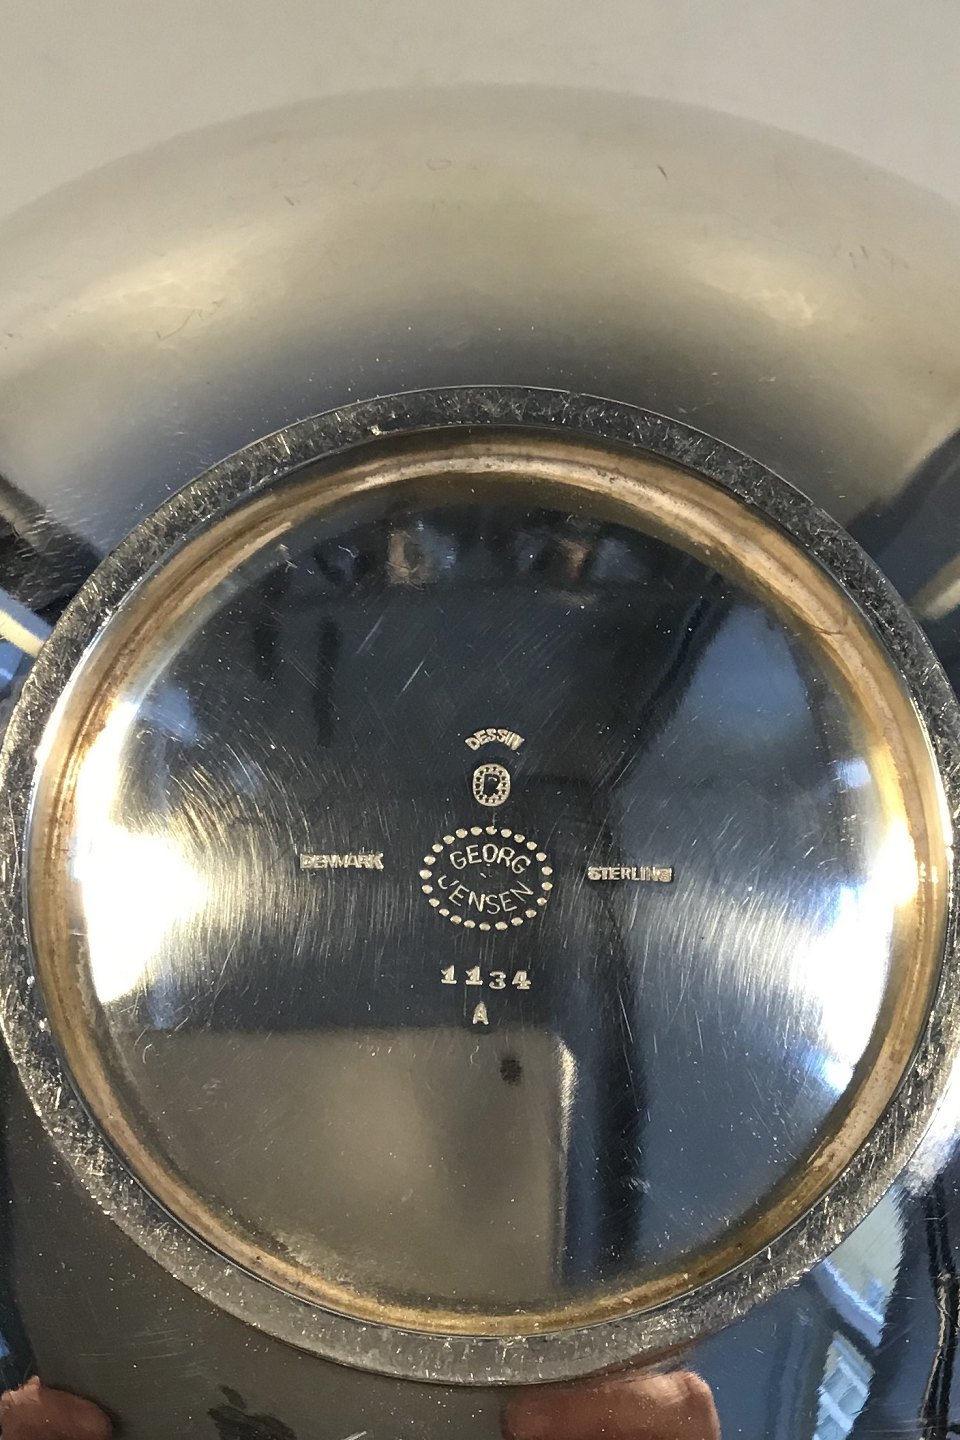 DESSIN
DENMARK
GEORG
JENSEN
STERLING
1134
A